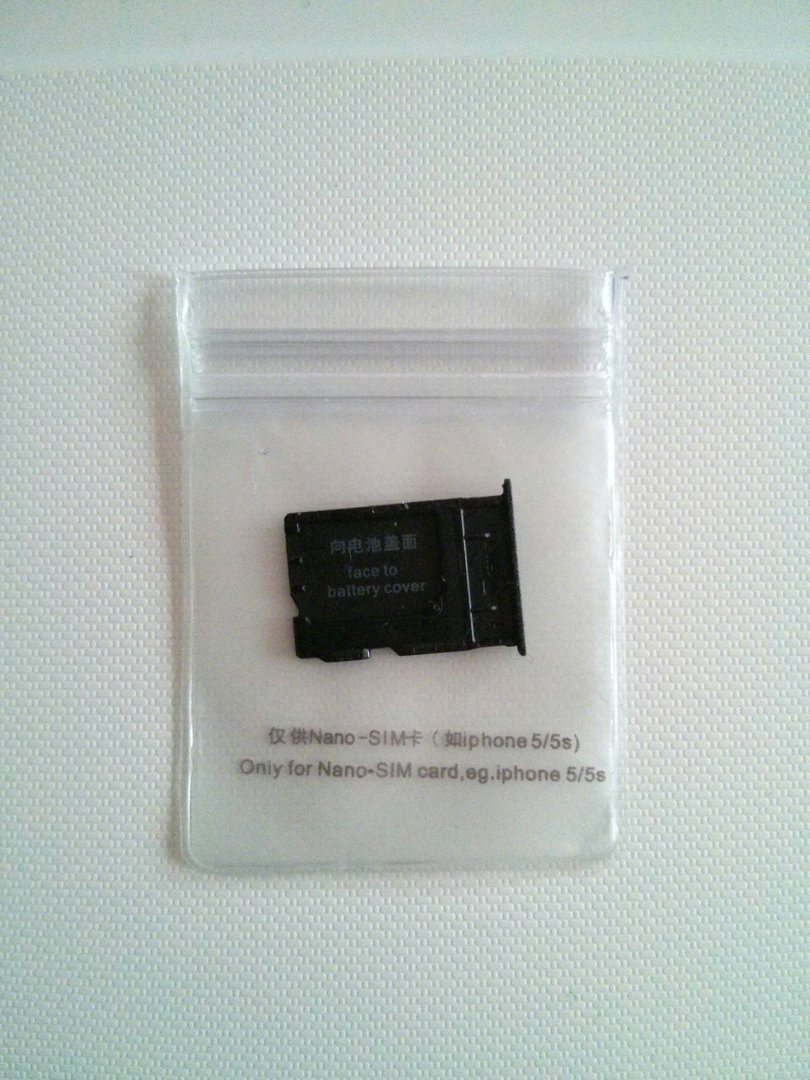 向电池盖面
face to
battery cover
仅供Nano-SIM卡（如iphone 5/5s)
Only for Nano-SIM card,eg.iphone 5/5s